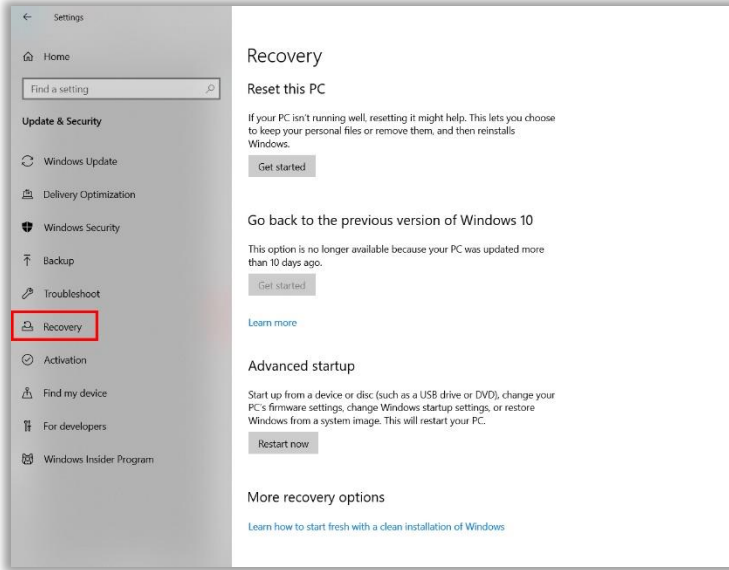 Settings
Home
Find a setting
Update & Security
Windows Update
Delivery Optimization
Windows Security
Backup
Troubleshoot
Recovery
Activation
Find my device
For developers
Windows Insider Program
Recovery
Reset this PC
If your PC isn't running well, resetting it might help. This lets you choose
to keep your personal files or remove them, and then reinstalls
Windows.
Get started
Go back to the previous version of Windows 10
This option is no longer available because your PC was updated more
than 10 days ago.
Get started
Learn more
Advanced startup
Start up from a device or disc (such as a USB drive or DVD), change your
PC's firmware settings, change Windows startup settings, or restore
Windows from a system image. This will restart your PC.
Restart now
More recovery options
Learn how to start fresh with a clean installation of Windows